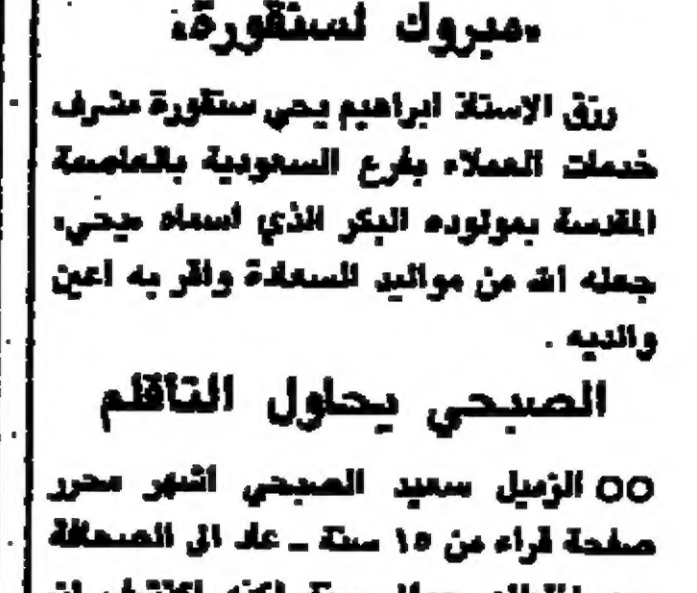 «مبروك لسنقورة»
رزق الاستاذ ابراهيم يحي سنقورة مشرف
خدمات العملاء بفرع السعودية بالعاصمة
المقدسة بمولوده البكر الذي اسماه «يحي»
جعله الله من مواليد السعادة واقر به اعين
والديه .
الصبحي يحاول التأقلم
○○ الزميل سعيد الصبحي اشهر محرر
صفحة قراء من ١٥ سنة ـ عاد الى الصحافة